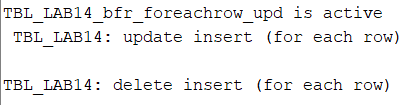 TBL_LAB14_bfr_foreachrow_upd is active
TBL_LAB14: update insert (for each row)
TBL_LAB14: delete insert (for each row)